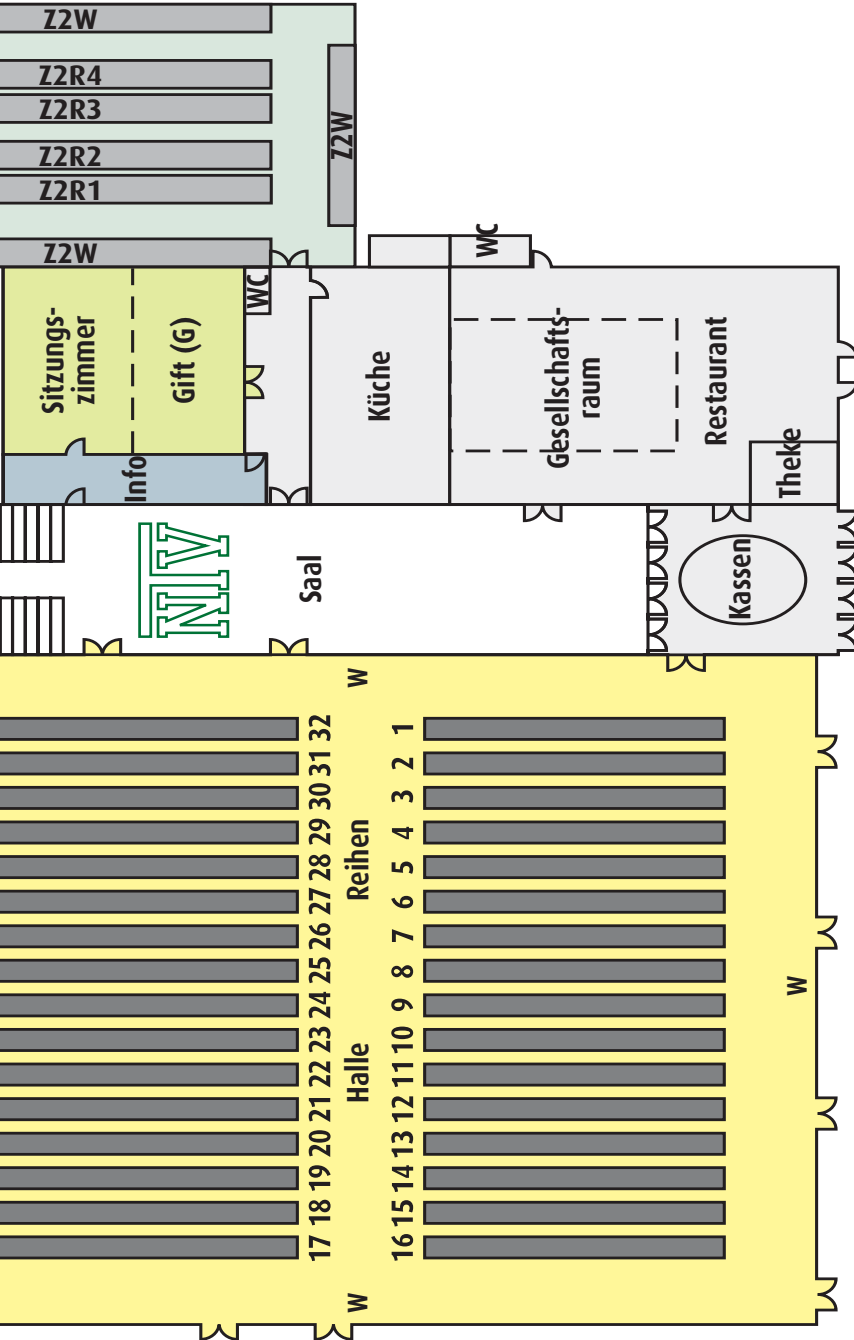 Z2W
Z2R4
Z2R3
Z2R2
Z2R1
Z2W
Z2W
WC
WC
Sitzungs-
zimmer
Gift (G)
Küche
Gesellschafts-
raum
Restaurant
Info
Theke
NTV
Saal
Kassen
W
32 1
31 2
30 3
29 4
28 5
27 6
26 7
25 8
24 9
23 10
22 11
21 12
20 13
19 14
18 15
17 16
Reihen
Halle
W
W